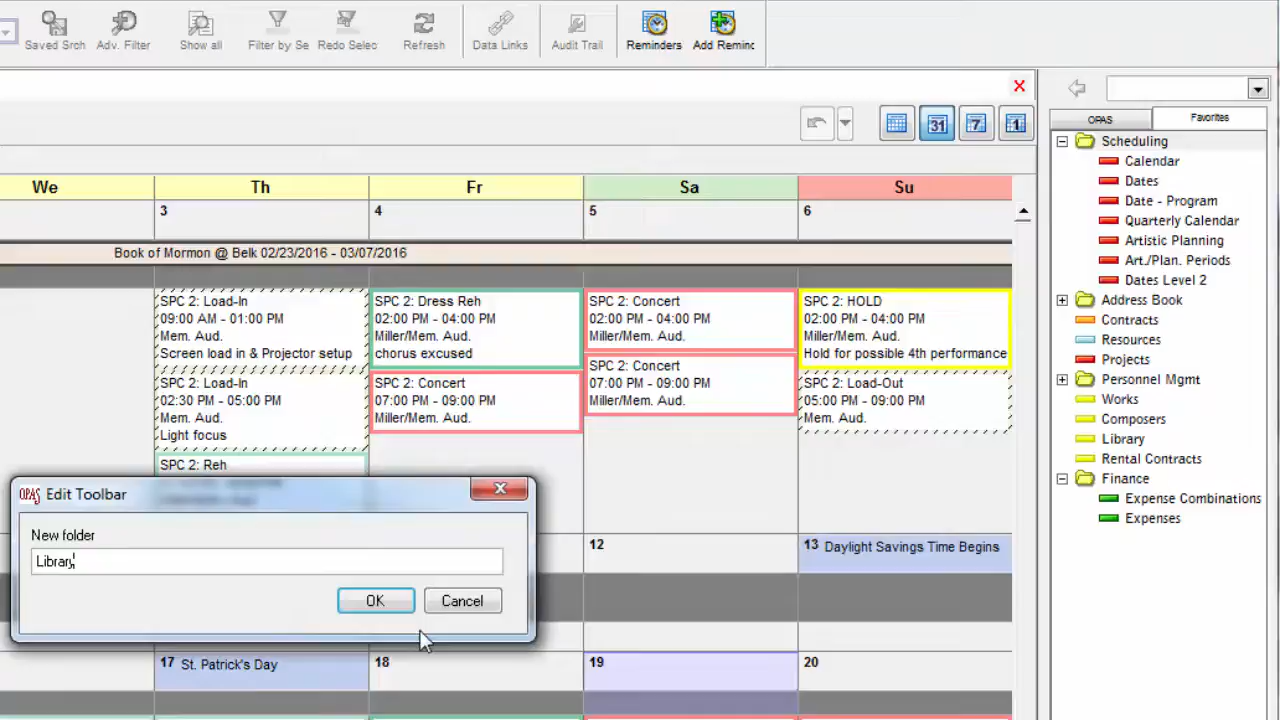 Saved Srch
Adv. Filter
Show all
Filter by Se
Redo Selec
Refresh
Data Links
Audit Trail
Reminders
Add Reminc
31
7
1
OPAS
Favorites
Scheduling
Calendar
Dates
Date - Program
Quarterly Calendar
Artistic Planning
Art./Plan. Periods
Dates Level 2
Address Book
Contracts
Resources
Projects
Personnel Mgmt
Works
Composers
Library
Rental Contracts
Finance
Expense Combinations
Expenses
We
Th
Fr
Sa
Su
3
4
5
6
Book of Mormon @ Belk 02/23/2016 - 03/07/2016
SPC 2: Load-In
09:00 AM - 01:00 PM
Mem. Aud.
Screen load in & Projector setup
SPC 2: Load-In
02:30 PM - 05:00 PM
Mem. Aud.
Light focus
SPC 2: Reh
SPC 2: Dress Reh
02:00 PM - 04:00 PM
Miller/Mem. Aud.
chorus excused
SPC 2: Concert
07:00 PM - 09:00 PM
Miller/Mem. Aud.
SPC 2: Concert
02:00 PM - 04:00 PM
Miller/Mem. Aud.
SPC 2: Concert
07:00 PM - 09:00 PM
Miller/Mem. Aud.
SPC 2: HOLD
02:00 PM - 04:00 PM
Miller/Mem. Aud.
Hold for possible 4th performance
SPC 2: Load-Out
05:00 PM - 09:00 PM
Mem. Aud.
OPAS Edit Toolbar
New folder
Library
OK
Cancel
12
13 Daylight Savings Time Begins
17 St. Patrick's Day
18
19
20